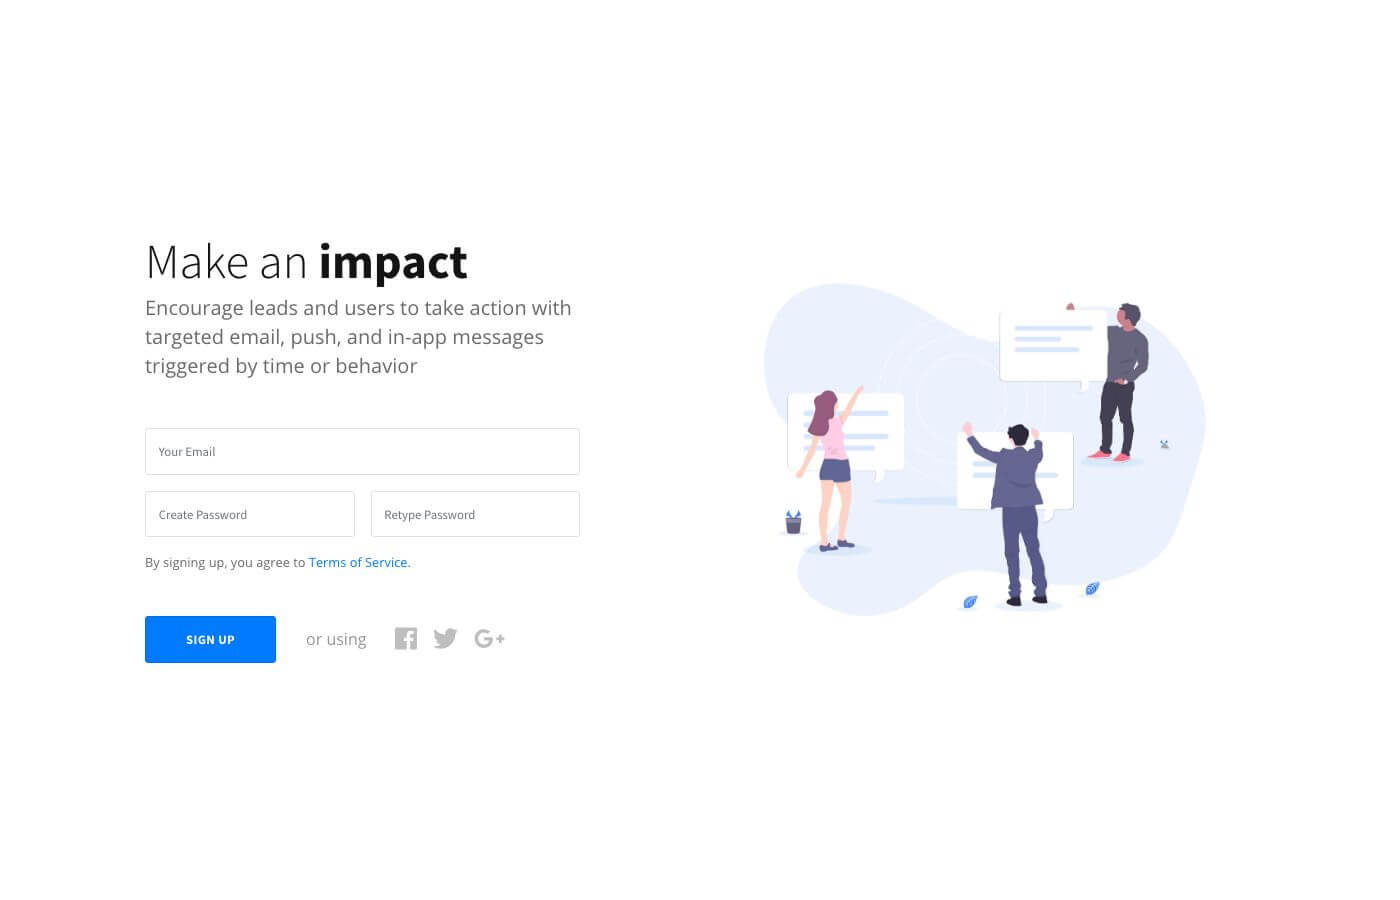 Make an impact
Encourage leads and users to take action with
targeted email, push, and in-app messages
triggered by time or behavior
Your Email
Create Password
Retype Password
By signing up, you agree to Terms of Service.
SIGN UP
or using
G+